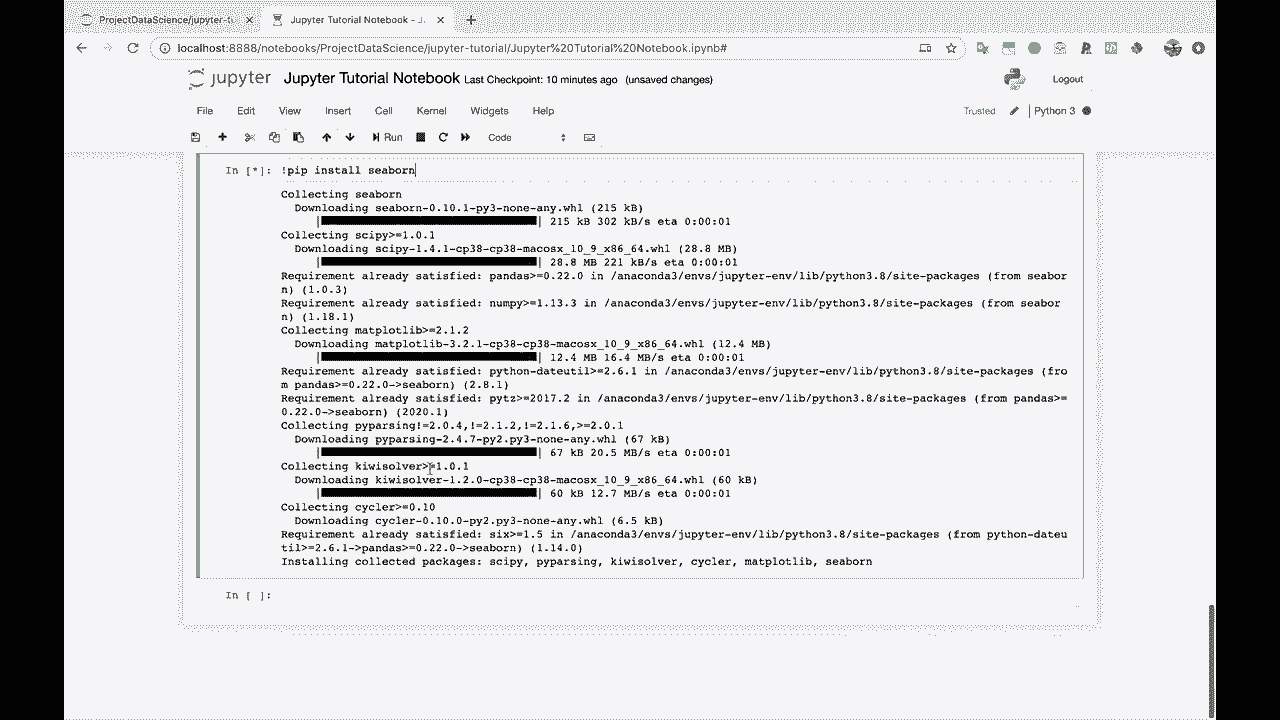 ProjectDataScience/jupyter-t
Jupyter Tutorial Notebook - J
localhost:8888/notebooks/ProjectDataScience/jupyter-tutorial/Jupyter%20Tutorial%20Notebook.ipynb#
jupyter Jupyter Tutorial Notebook Last Checkpoint: 10 minutes ago (unsaved changes) Logout
File Edit View Insert Cell Kernel Widgets Help Trusted Python 3
Run Code
In [*]: !pip install seaborn
Collecting seaborn
Downloading seaborn-0.10.1-py3-none-any.whl (215 kB)
| | 215 kB 302 kB/s eta 0:00:01
Collecting scipy>=1.0.1
Downloading scipy-1.4.1-cp38-cp38-macosx_10_9_x86_64.whl (28.8 MB)
| | 28.8 MB 221 kB/s eta 0:00:01
Requirement already satisfied: pandas>=0.22.0 in /anaconda3/envs/jupyter-env/lib/python3.8/site-packages (from seabor
n) (1.0.3)
Requirement already satisfied: numpy>=1.13.3 in /anaconda3/envs/jupyter-env/lib/python3.8/site-packages (from seabor
n) (1.18.1)
Collecting matplotlib>=2.1.2
Downloading matplotlib-3.2.1-cp38-cp38-macosx_10_9_x86_64.whl (12.4 MB)
| | 12.4 MB 16.4 MB/s eta 0:00:01
Requirement already satisfied: python-dateutil>=2.6.1 in /anaconda3/envs/jupyter-env/lib/python3.8/site-packages (fro
m pandas>=0.22.0->seaborn) (2.8.1)
Requirement already satisfied: pytz>=2017.2 in /anaconda3/envs/jupyter-env/lib/python3.8/site-packages (from pandas>=
0.22.0->seaborn) (2020.1)
Collecting pyparsing!=2.0.4,!=2.1.2,!=2.1.6,>=2.0.1
Downloading pyparsing-2.4.7-py2.py3-none-any.whl (67 kB)
| | 67 kB 20.5 MB/s eta 0:00:01
Collecting kiwisolver>=1.0.1
Downloading kiwisolver-1.2.0-cp38-cp38-macosx_10_9_x86_64.whl (60 kB)
| | 60 kB 12.7 MB/s eta 0:00:01
Collecting cycler>=0.10
Downloading cycler-0.10.0-py2.py3-none-any.whl (6.5 kB)
Requirement already satisfied: six>=1.5 in /anaconda3/envs/jupyter-env/lib/python3.8/site-packages (from python-dateu
til>=2.6.1->pandas>=0.22.0->seaborn) (1.14.0)
Installing collected packages: scipy, pyparsing, kiwisolver, cycler, matplotlib, seaborn
In [ ]: